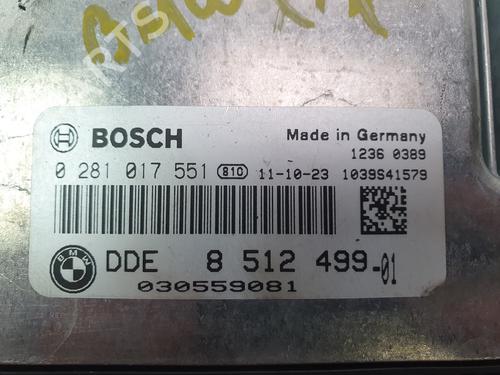 BOSCH
Made in Germany
1236 0389
0 281 017 551 810 11-10-23 1039S41579
BMW
DDE 8 512 499-01
030559081